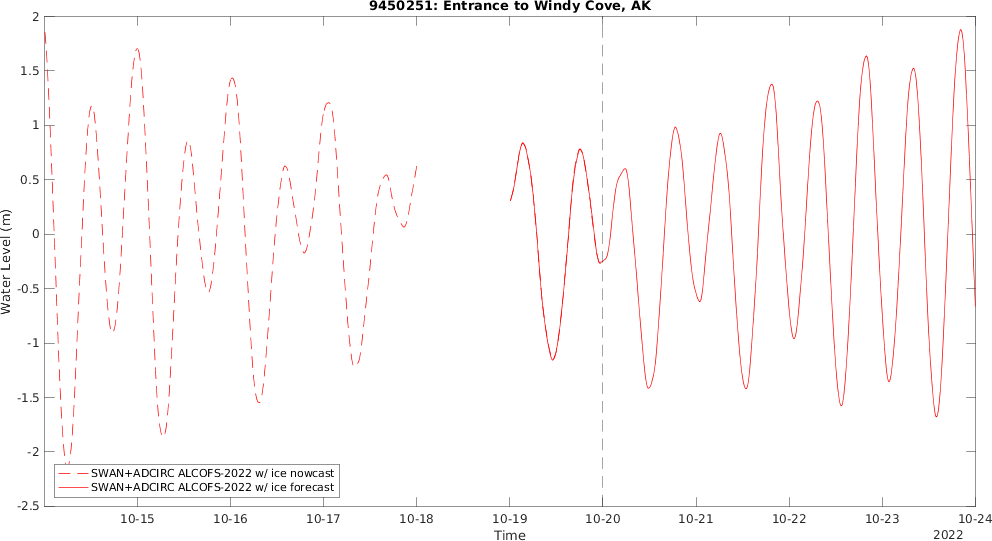 9450251: Entrance to Windy Cove, AK
2
1.5
1
0.5
0
-0.5
-1
-1.5
-2
-2.5
Water Level (m)
SWAN+ADCIRC ALCOFS-2022 w/ ice nowcast
SWAN+ADCIRC ALCOFS-2022 w/ ice forecast
10-15 10-16 10-17 10-18 10-19 10-20 10-21 10-22 10-23 10-24
Time
2022